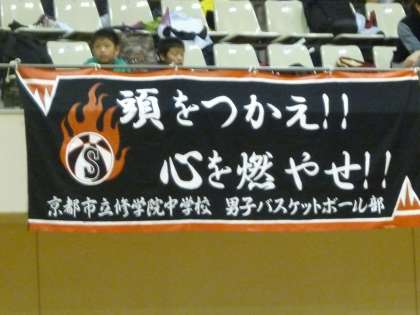 頭をつかえ!!
心を燃やせ!!
S
京都市立修学院中学校 男子バスケットボール部